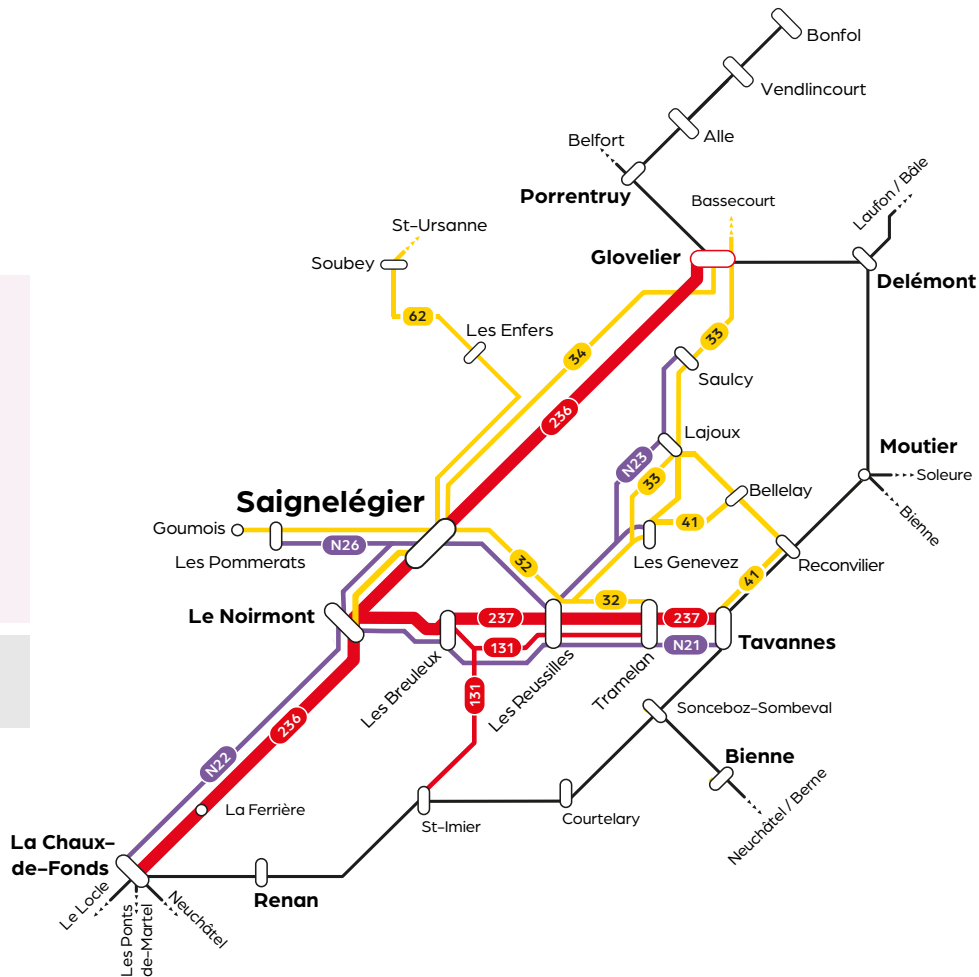 Bonfol
Vendlincourt
Alle
Belfort
Porrentruy
Laufon / Bâle
Bassecourt
St-Ursanne
Glovelier
Soubey
Delémont
62
Les Enfers
33
34
Saulcy
236
Lajoux
Moutier
N23
33
Soleure
Bellelay
Saignelégier
Bienne
Goumois
41
N26
Les Pommerats
32
Les Genevez
Reconvilier
41
32
Le Noirmont
237
237
131
N21
Tavannes
Les Breuleux
Les Reussilles
Tramelan
131
Sonceboz-Sombeval
236
N22
Bienne
La Ferrière
St-Imier
Courtelary
Neuchâtel / Berne
La Chaux-
de-Fonds
Renan
Le Locle
Les Ponts
de-Martel
Neuchâtel